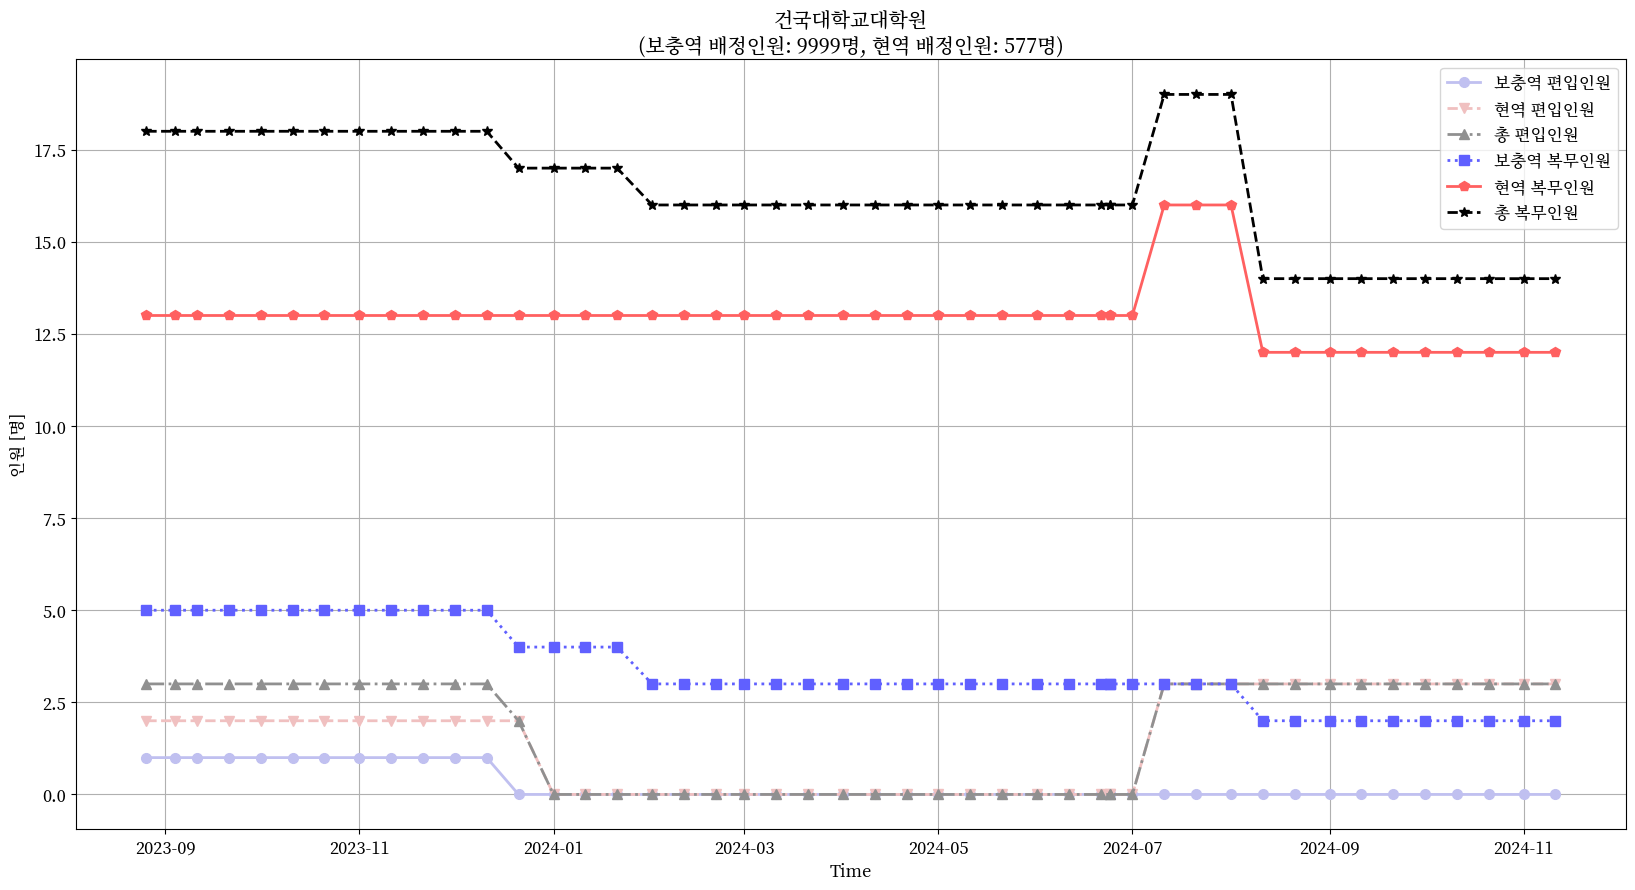 건국대학교대학원
(보충역 배정인원: 9999명, 현역 배정인원: 577명)
보충역 편입인원
현역 편입인원
총 편입인원
보충역 복무인원
현역 복무인원
총 복무인원
인원 [명]
17.5
15.0
12.5
10.0
7.5
5.0
2.5
0.0
2023-09 2023-11 2024-01 2024-03 2024-05 2024-07 2024-09 2024-11
Time